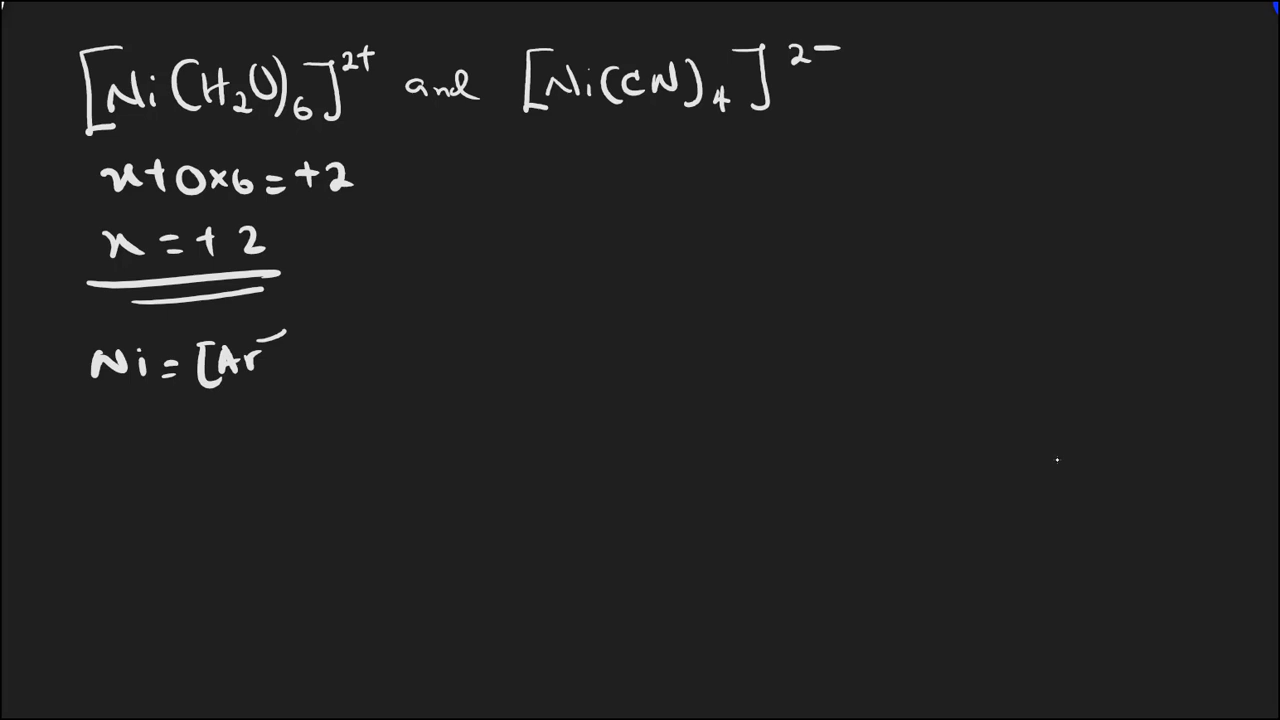 [Ni(H₂O)₆]²⁺ and [Ni(CN)₄]²⁻
x+0×6=+2
x=+2
Ni=[Ar